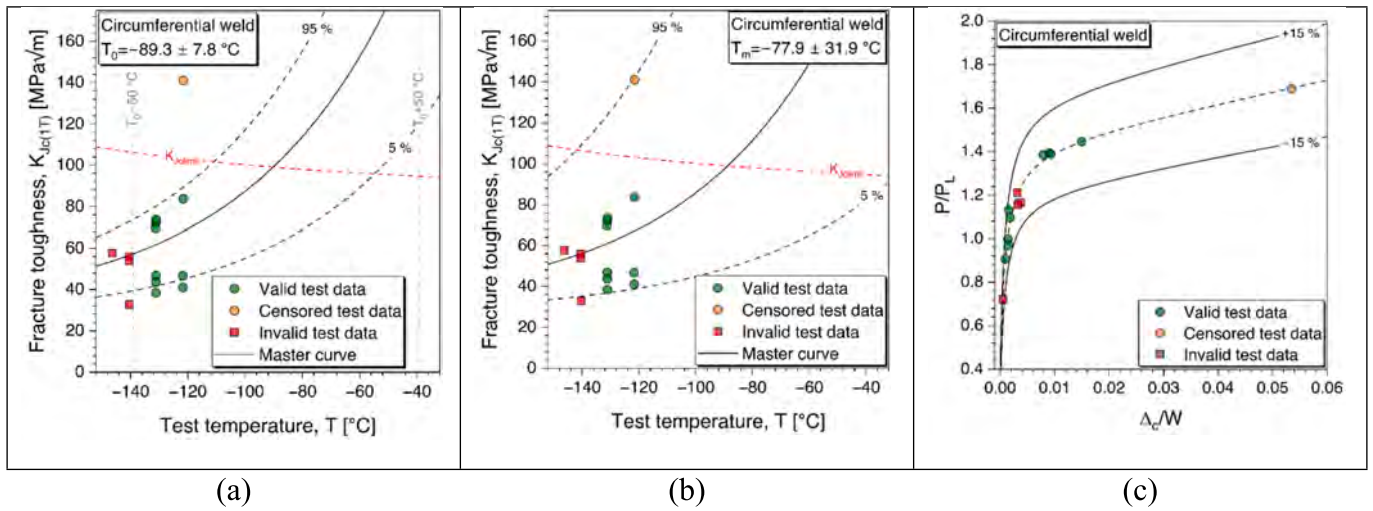 Circumferential weld
T0=−89.3 ± 7.8 °C
95 %
T0−50 °C
T0+50 °C
KJclimit
5 %
Valid test data
Censored test data
Invalid test data
Master curve
Fracture toughness, KJc(1T) [MPa√m]
160
140
120
100
80
60
40
20
0
−140
−120
−100
−80
−60
−40
Test temperature, T [°C]
(a)
Circumferential weld
Tm=−77.9 ± 31.9 °C
95 %
KJclimit
5 %
Valid test data
Censored test data
Invalid test data
Master curve
Fracture toughness, KJc(1T) [MPa√m]
160
140
120
100
80
60
40
20
0
−140
−120
−100
−80
−60
−40
Test temperature, T [°C]
(b)
Circumferential weld
+15 %
−15 %
Valid test data
Censored test data
Invalid test data
P/PL
2.0
1.8
1.6
1.4
1.2
1.0
0.8
0.6
0.4
0.00
0.01
0.02
0.03
0.04
0.05
0.06
Δc/W
(c)